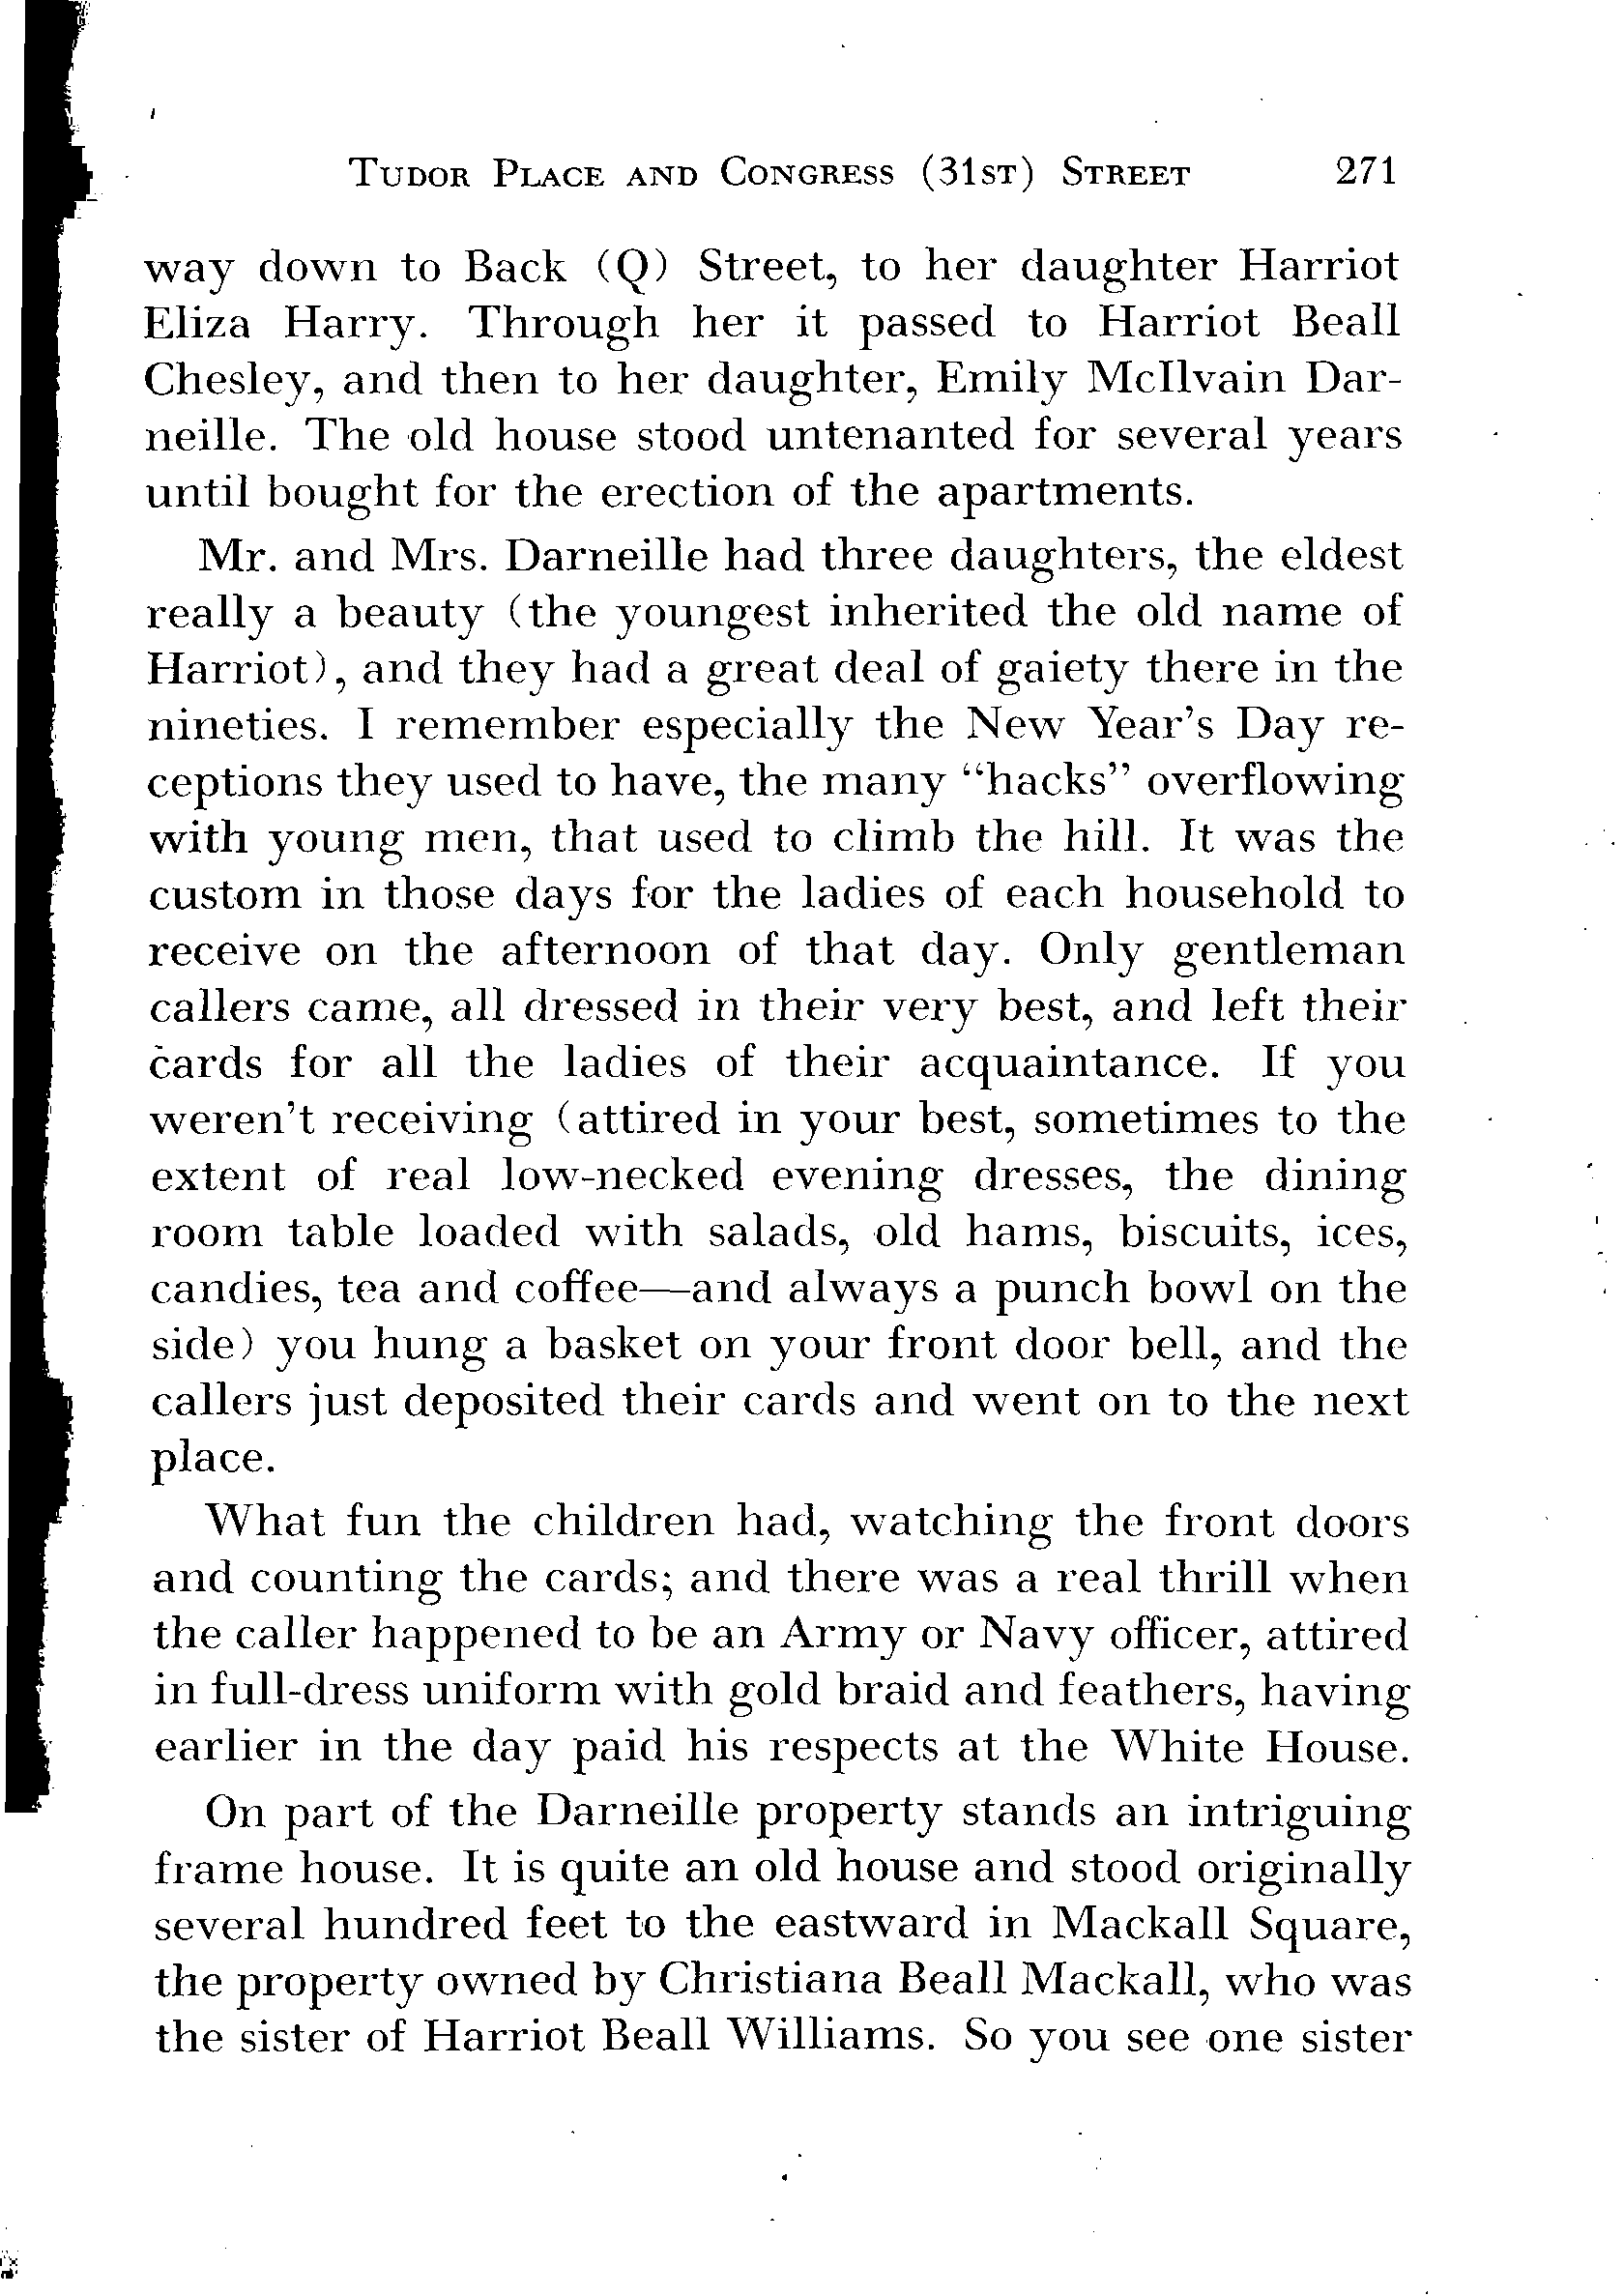 Tudor Place and Congress (31st) Street 271
way down to Back (Q) Street, to her daughter Harriot
Eliza Harry. Through her it passed to Harriot Beall
Chesley, and then to her daughter, Emily McIlvain Dar-
neille. The old house stood untenanted for several years
until bought for the erection of the apartments.
Mr. and Mrs. Darneille had three daughters, the eldest
really a beauty (the youngest inherited the old name of
Harriot), and they had a great deal of gaiety there in the
nineties. I remember especially the New Year's Day re-
ceptions they used to have, the many "hacks" overflowing
with young men, that used to climb the hill. It was the
custom in those days for the ladies of each household to
receive on the afternoon of that day. Only gentleman
callers came, all dressed in their very best, and left their
cards for all the ladies of their acquaintance. If you
weren't receiving (attired in your best, sometimes to the
extent of real low-necked evening dresses, the dining
room table loaded with salads, old hams, biscuits, ices,
candies, tea and coffee—and always a punch bowl on the
side) you hung a basket on your front door bell, and the
callers just deposited their cards and went on to the next
place.
What fun the children had, watching the front doors
and counting the cards; and there was a real thrill when
the caller happened to be an Army or Navy officer, attired
in full-dress uniform with gold braid and feathers, having
earlier in the day paid his respects at the White House.
On part of the Darneille property stands an intriguing
frame house. It is quite an old house and stood originally
several hundred feet to the eastward in Mackall Square,
the property owned by Christiana Beall Mackall, who was
the sister of Harriot Beall Williams. So you see one sister